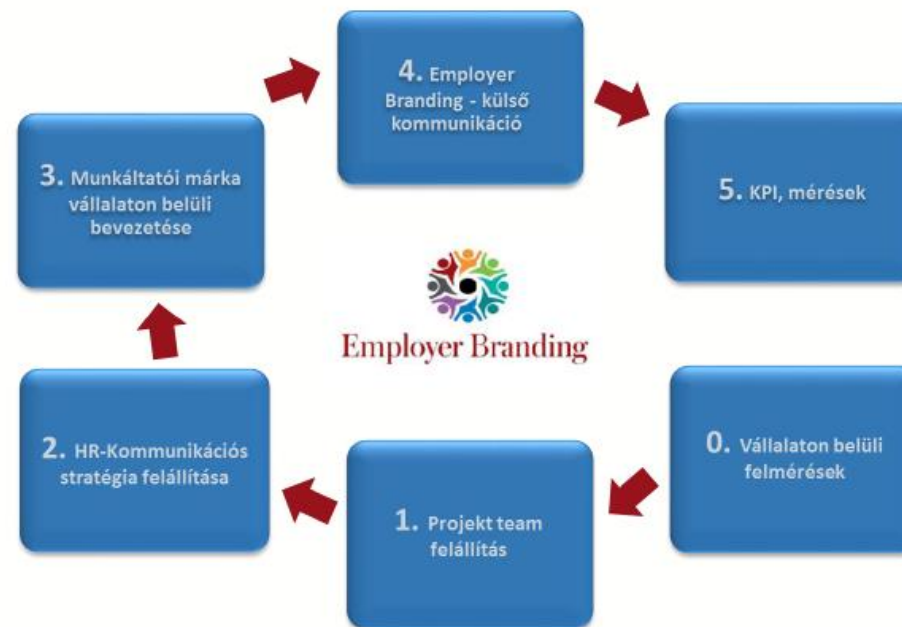 4. Employer
Branding - külső
kommunikáció
3. Munkáltatói márka
vállalaton belüli
bevezetése
5. KPI, mérések
Employer Branding
2. HR-Kommunikációs
stratégia felállítása
0. Vállalaton belüli
felmérések
1. Projekt team
felállítás